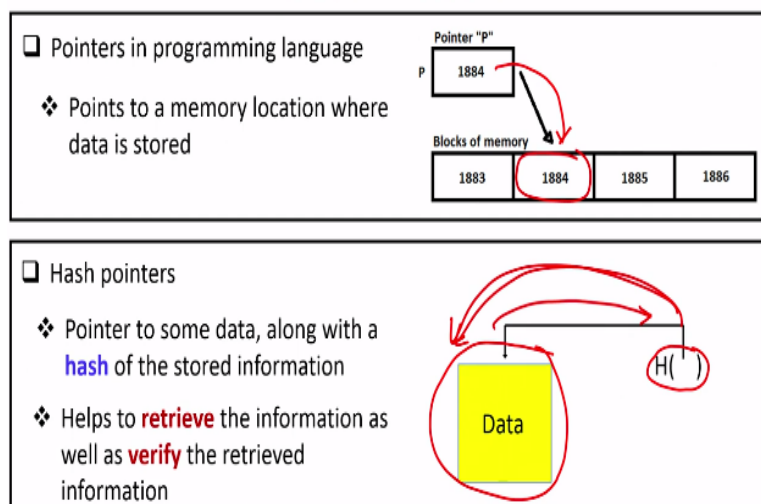 ❑ Pointers in programming language
❖ Points to a memory location where
data is stored
Pointer "P"
P
1884
Blocks of memory
1883 1884 1885 1886
❑ Hash pointers
❖ Pointer to some data, along with a
hash of the stored information
❖ Helps to retrieve the information as
well as verify the retrieved
information
H( )
Data